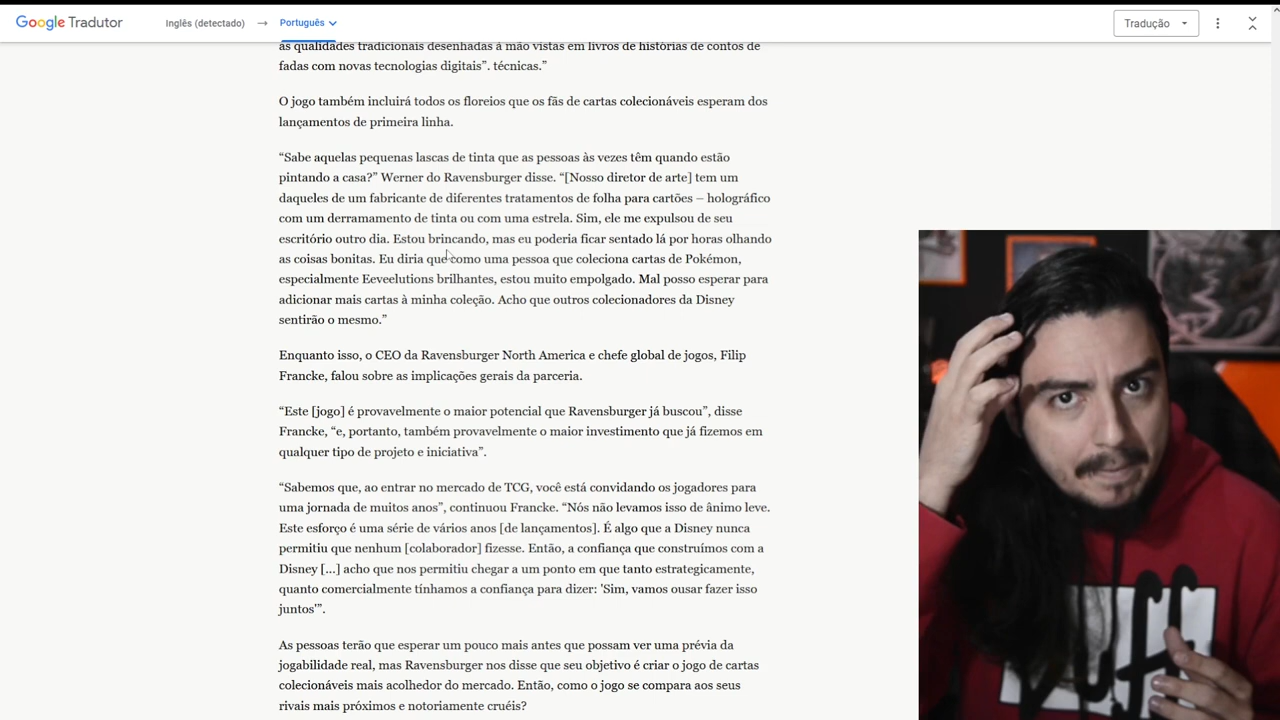 Google Tradutor
Inglês (detectado) → Português
Tradução
as qualidades tradicionais desenhadas à mão vistas em livros de histórias de contos de
fadas com novas tecnologias digitais”. técnicas.”
O jogo também incluirá todos os floreios que os fãs de cartas colecionáveis esperam dos
lançamentos de primeira linha.
“Sabe aquelas pequenas lascas de tinta que as pessoas às vezes têm quando estão
pintando a casa?” Werner do Ravensburger disse. “[Nosso diretor de arte] tem um
daqueles de um fabricante de diferentes tratamentos de folha para cartões – holográfico
com um derramamento de tinta ou com uma estrela. Sim, ele me expulsou de seu
escritório outro dia. Estou brincando, mas eu poderia ficar sentado lá por horas olhando
as coisas bonitas. Eu diria que como uma pessoa que coleciona cartas de Pokémon,
especialmente Eeveelutions brilhantes, estou muito empolgado. Mal posso esperar para
adicionar mais cartas à minha coleção. Acho que outros colecionadores da Disney
sentirão o mesmo.”
Enquanto isso, o CEO da Ravensburger North America e chefe global de jogos, Filip
Francke, falou sobre as implicações gerais da parceria.
“Este [jogo] é provavelmente o maior potencial que Ravensburger já buscou”, disse
Francke, “e, portanto, também provavelmente o maior investimento que já fizemos em
qualquer tipo de projeto e iniciativa”.
“Sabemos que, ao entrar no mercado de TCG, você está convidando os jogadores para
uma jornada de muitos anos”, continuou Francke. “Nós não levamos isso de ânimo leve.
Este esforço é uma série de vários anos [de lançamentos]. É algo que a Disney nunca
permitiu que nenhum [colaborador] fizesse. Então, a confiança que construímos com a
Disney [...] acho que nos permitiu chegar a um ponto em que tanto estrategicamente,
quanto comercialmente tínhamos a confiança para dizer: 'Sim, vamos ousar fazer isso
juntos'”.
As pessoas terão que esperar um pouco mais antes que possam ver uma prévia da
jogabilidade real, mas Ravensburger nos disse que seu objetivo é criar o jogo de cartas
colecionáveis mais acolhedor do mercado. Então, como o jogo se compara aos seus
rivais mais próximos e notoriamente cruéis?